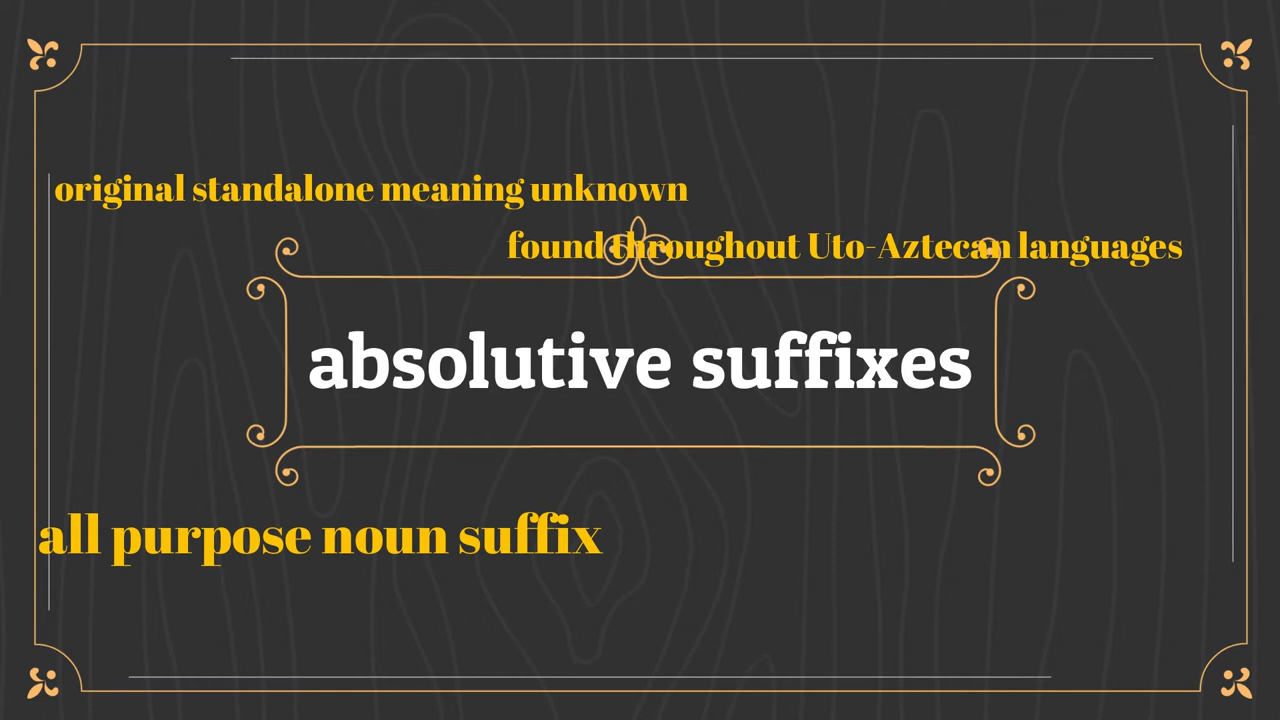 original standalone meaning unknown
found throughout Uto-Aztecan languages
absolutive suffixes
all purpose noun suffix